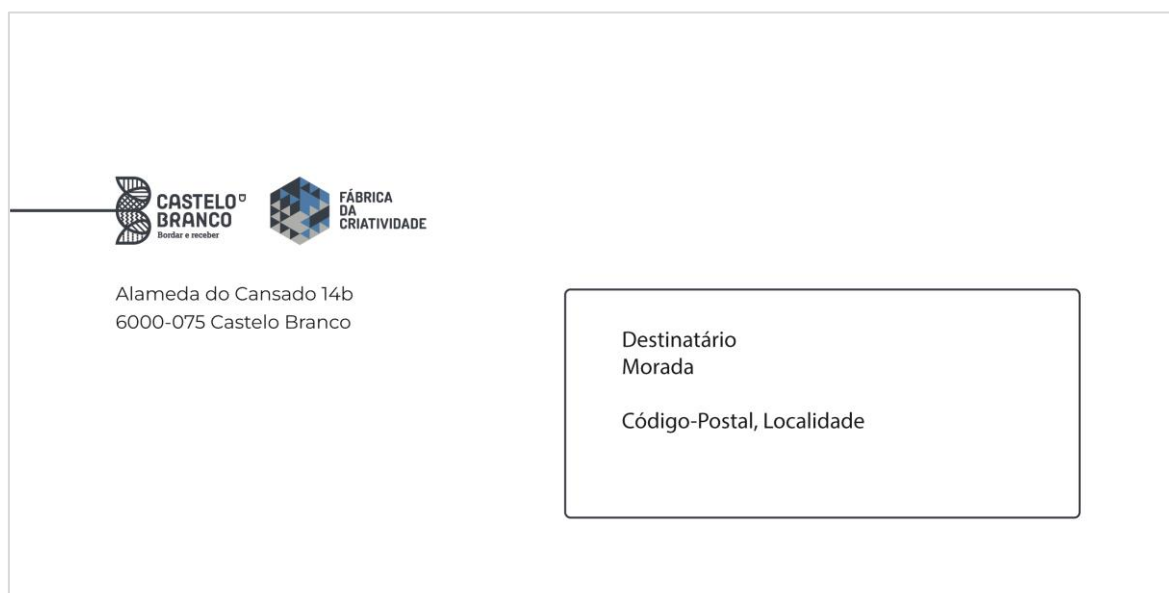 CASTELO
BRANCO
Bordar e receber
FÁBRICA
DA
CRIATIVIDADE
Alameda do Cansado 14b
6000-075 Castelo Branco
Destinatário
Morada
Código-Postal, Localidade